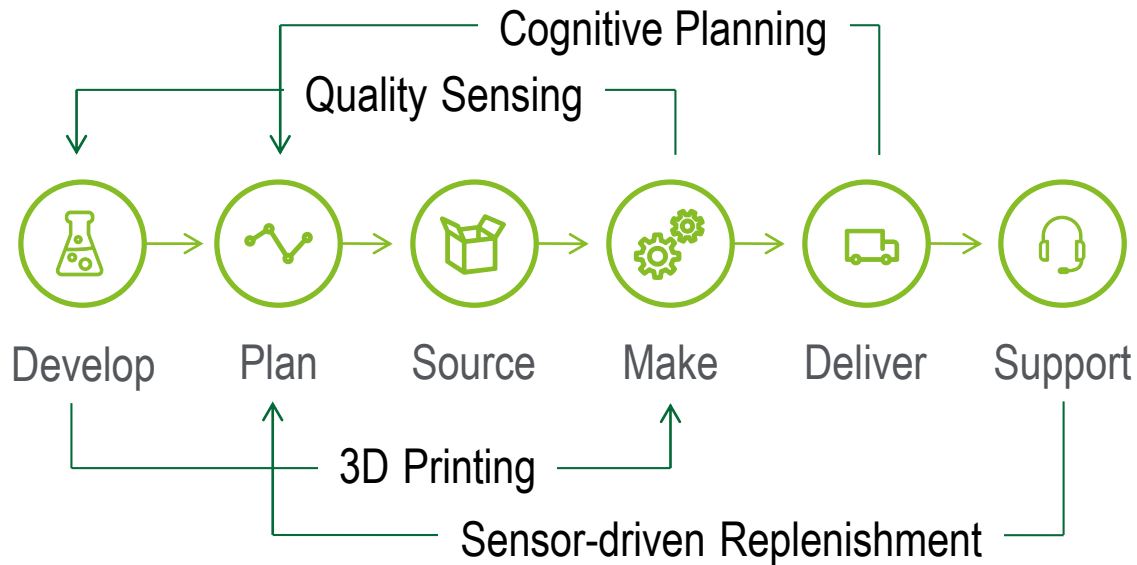 Cognitive Planning
Quality Sensing
Develop
Plan
Source
Make
Deliver
Support
3D Printing
Sensor-driven Replenishment